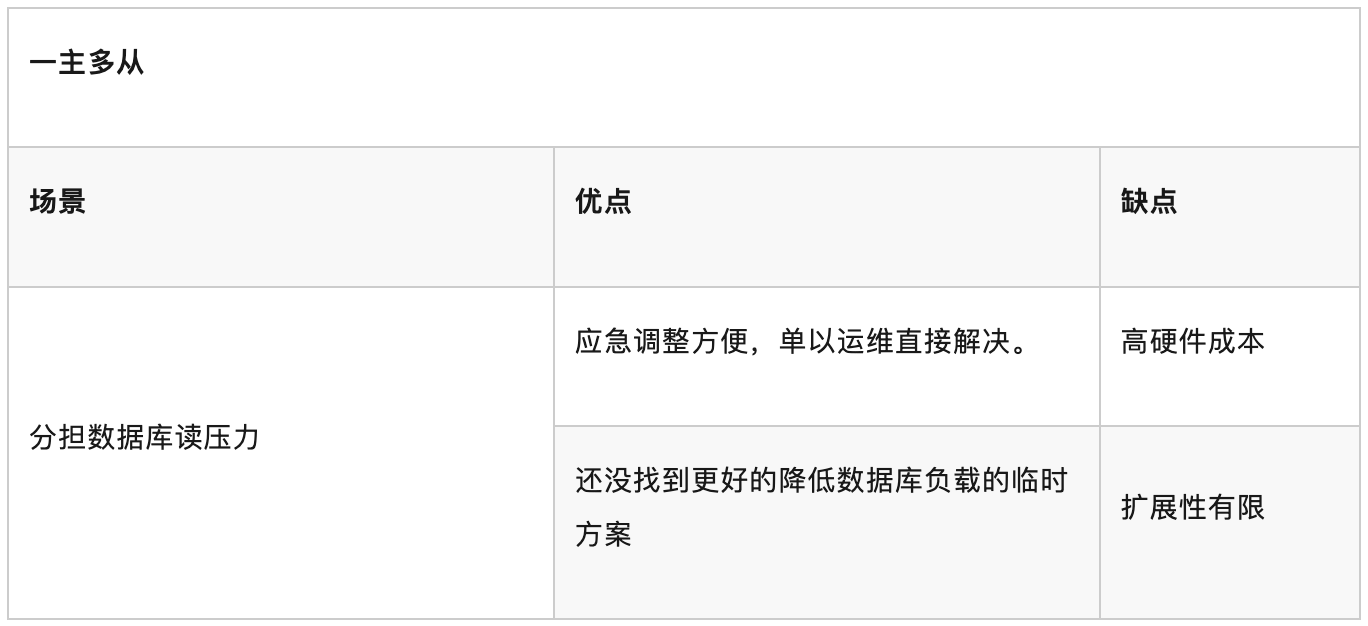 一主多从
场景
优点
缺点
分担数据库读压力
应急调整方便，单以运维直接解决。
高硬件成本
还没找到更好的降低数据库负载的临时
方案
扩展性有限